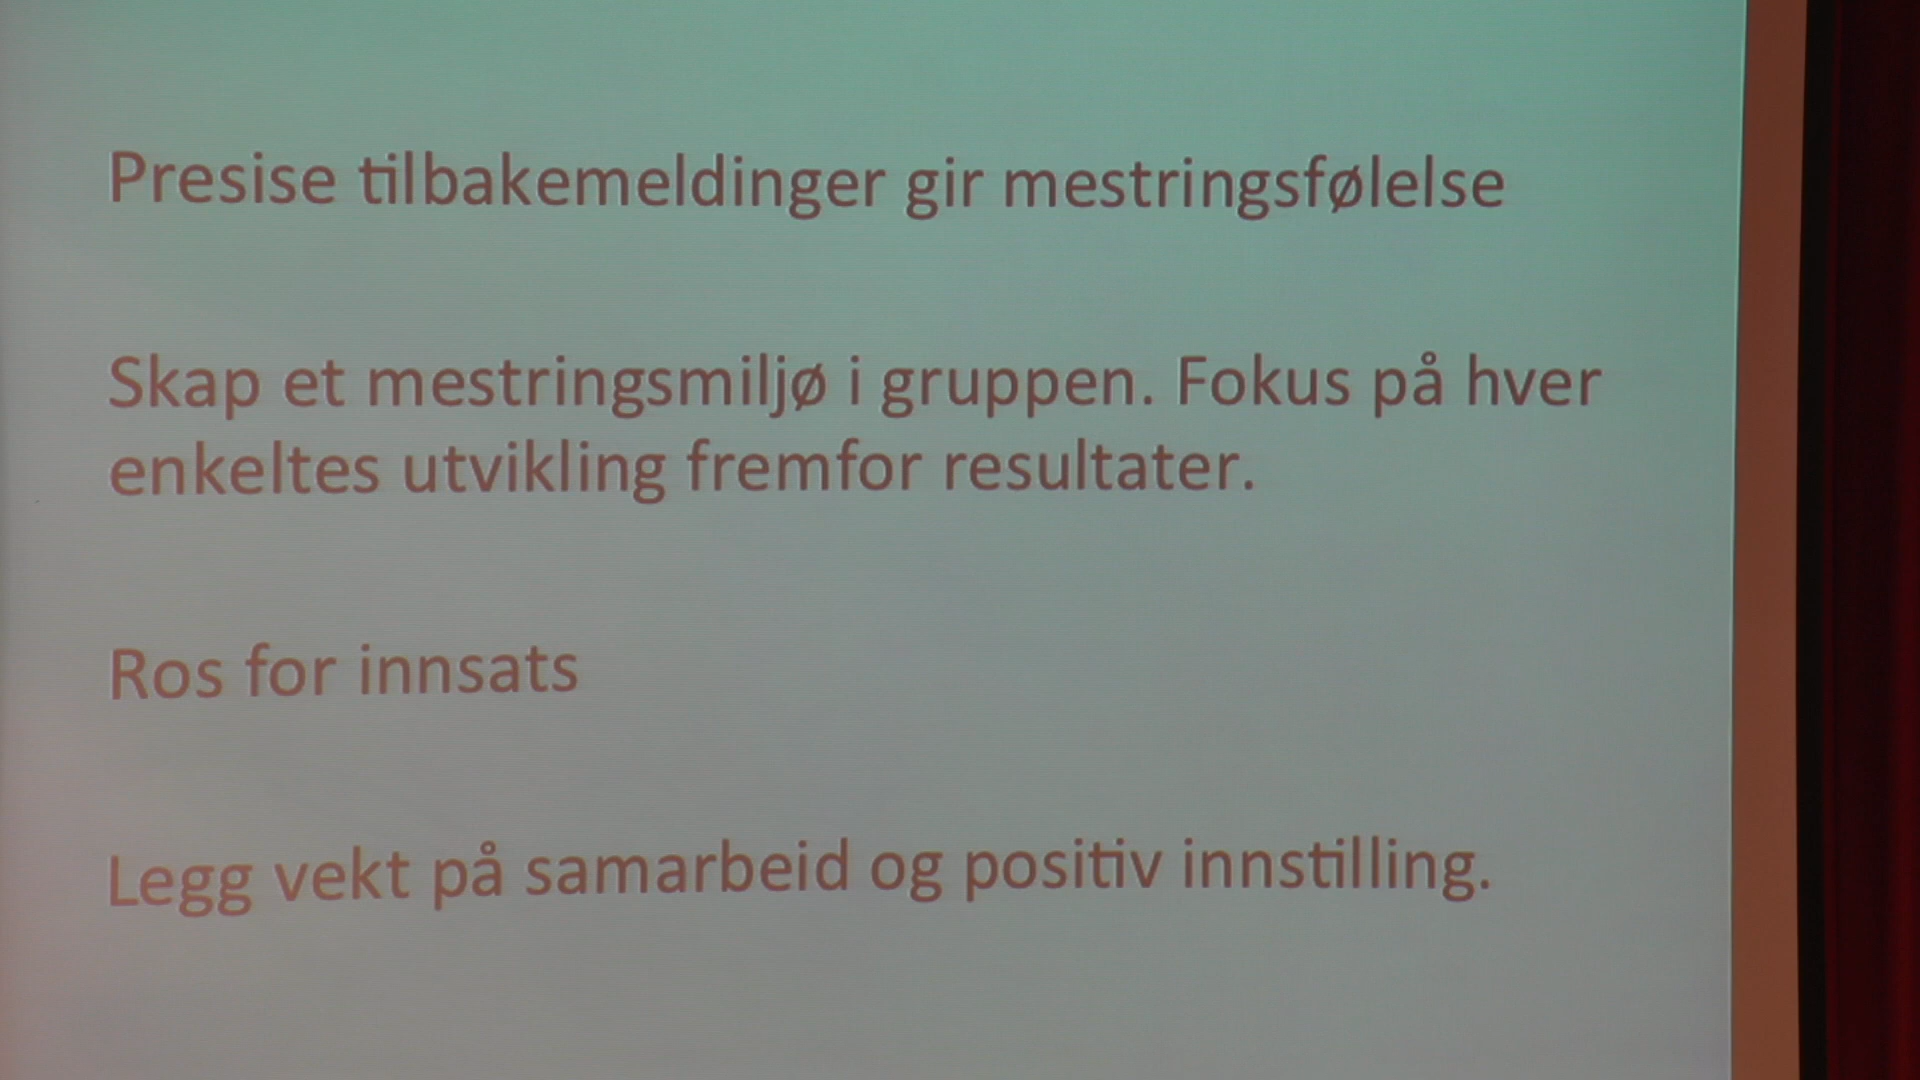 Presise tilbakemeldinger gir mestringsfølelse
Skap et mestringsmiljø i gruppen. Fokus på hver
enkeltes utvikling fremfor resultater.
Ros for innsats
Legg vekt på samarbeid og positiv innstilling.